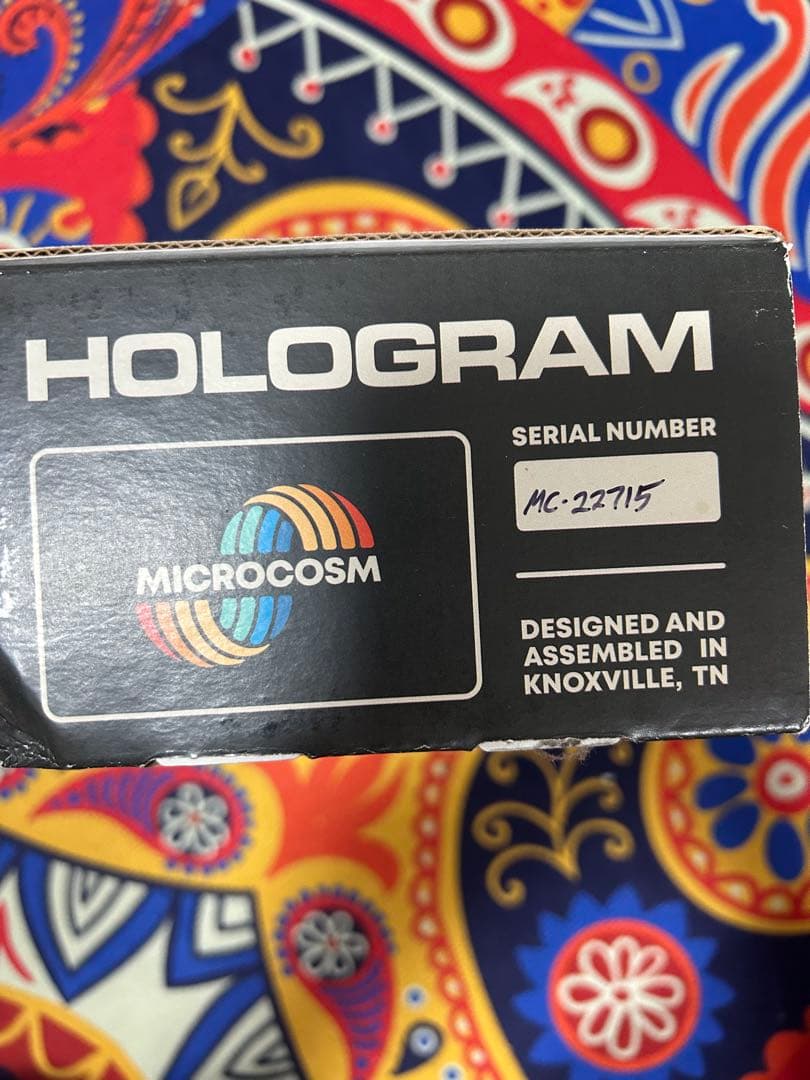 HOLOGRAM
MICROCOSM
SERIAL NUMBER
MC-22715
DESIGNED AND
ASSEMBLED IN
KNOXVILLE, TN